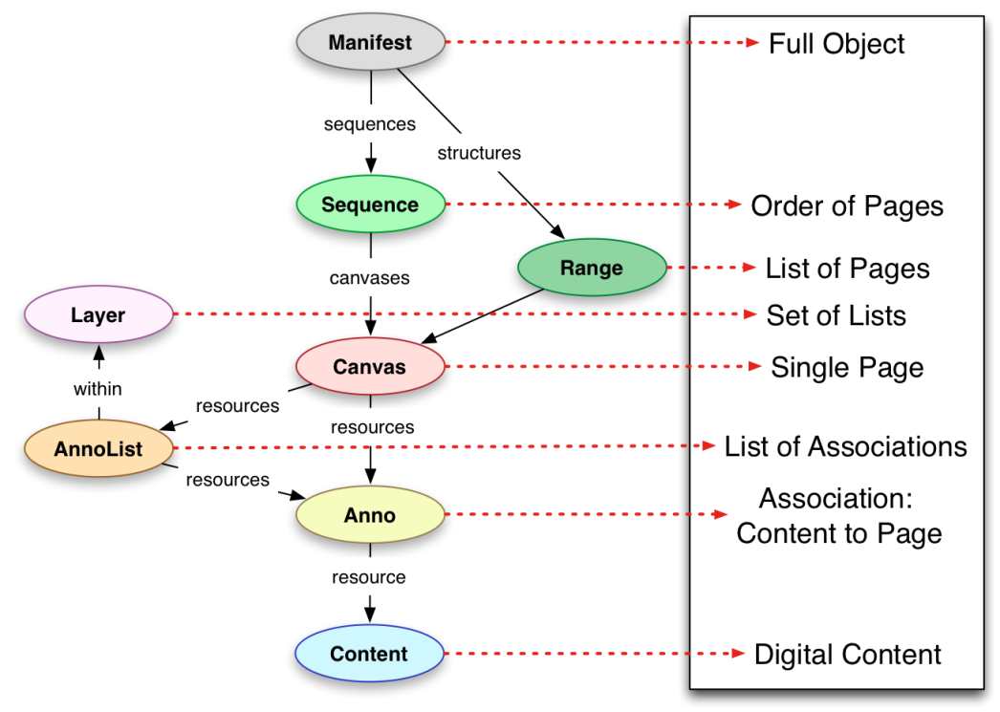 Manifest
Full Object
sequences
structures
Sequence
Order of Pages
Range
List of Pages
canvases
Layer
Set of Lists
Canvas
Single Page
within
resources
resources
AnnoList
List of Associations
resources
Anno
Association:
Content to Page
resource
Content
Digital Content